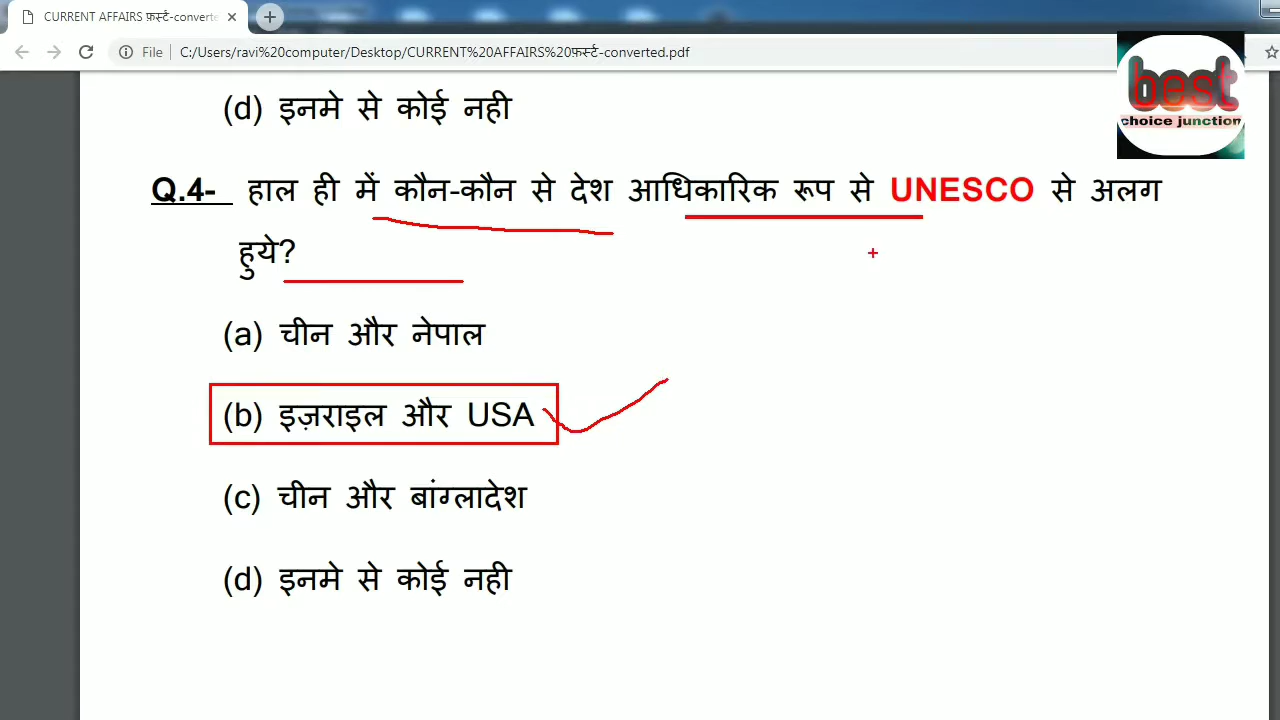 CURRENT AFFAIRS फ़र्स्ट-converte
File C:/Users/ravi%20computer/Desktop/CURRENT%20AFFAIRS%20फ़र्स्ट-converted.pdf
best
choice junction
(d) इनमे से कोई नही
Q.4- हाल ही में कौन-कौन से देश आधिकारिक रूप से UNESCO से अलग
हुये?
(a) चीन और नेपाल
(b) इज़राइल और USA
(c) चीन और बांग्लादेश
(d) इनमे से कोई नही